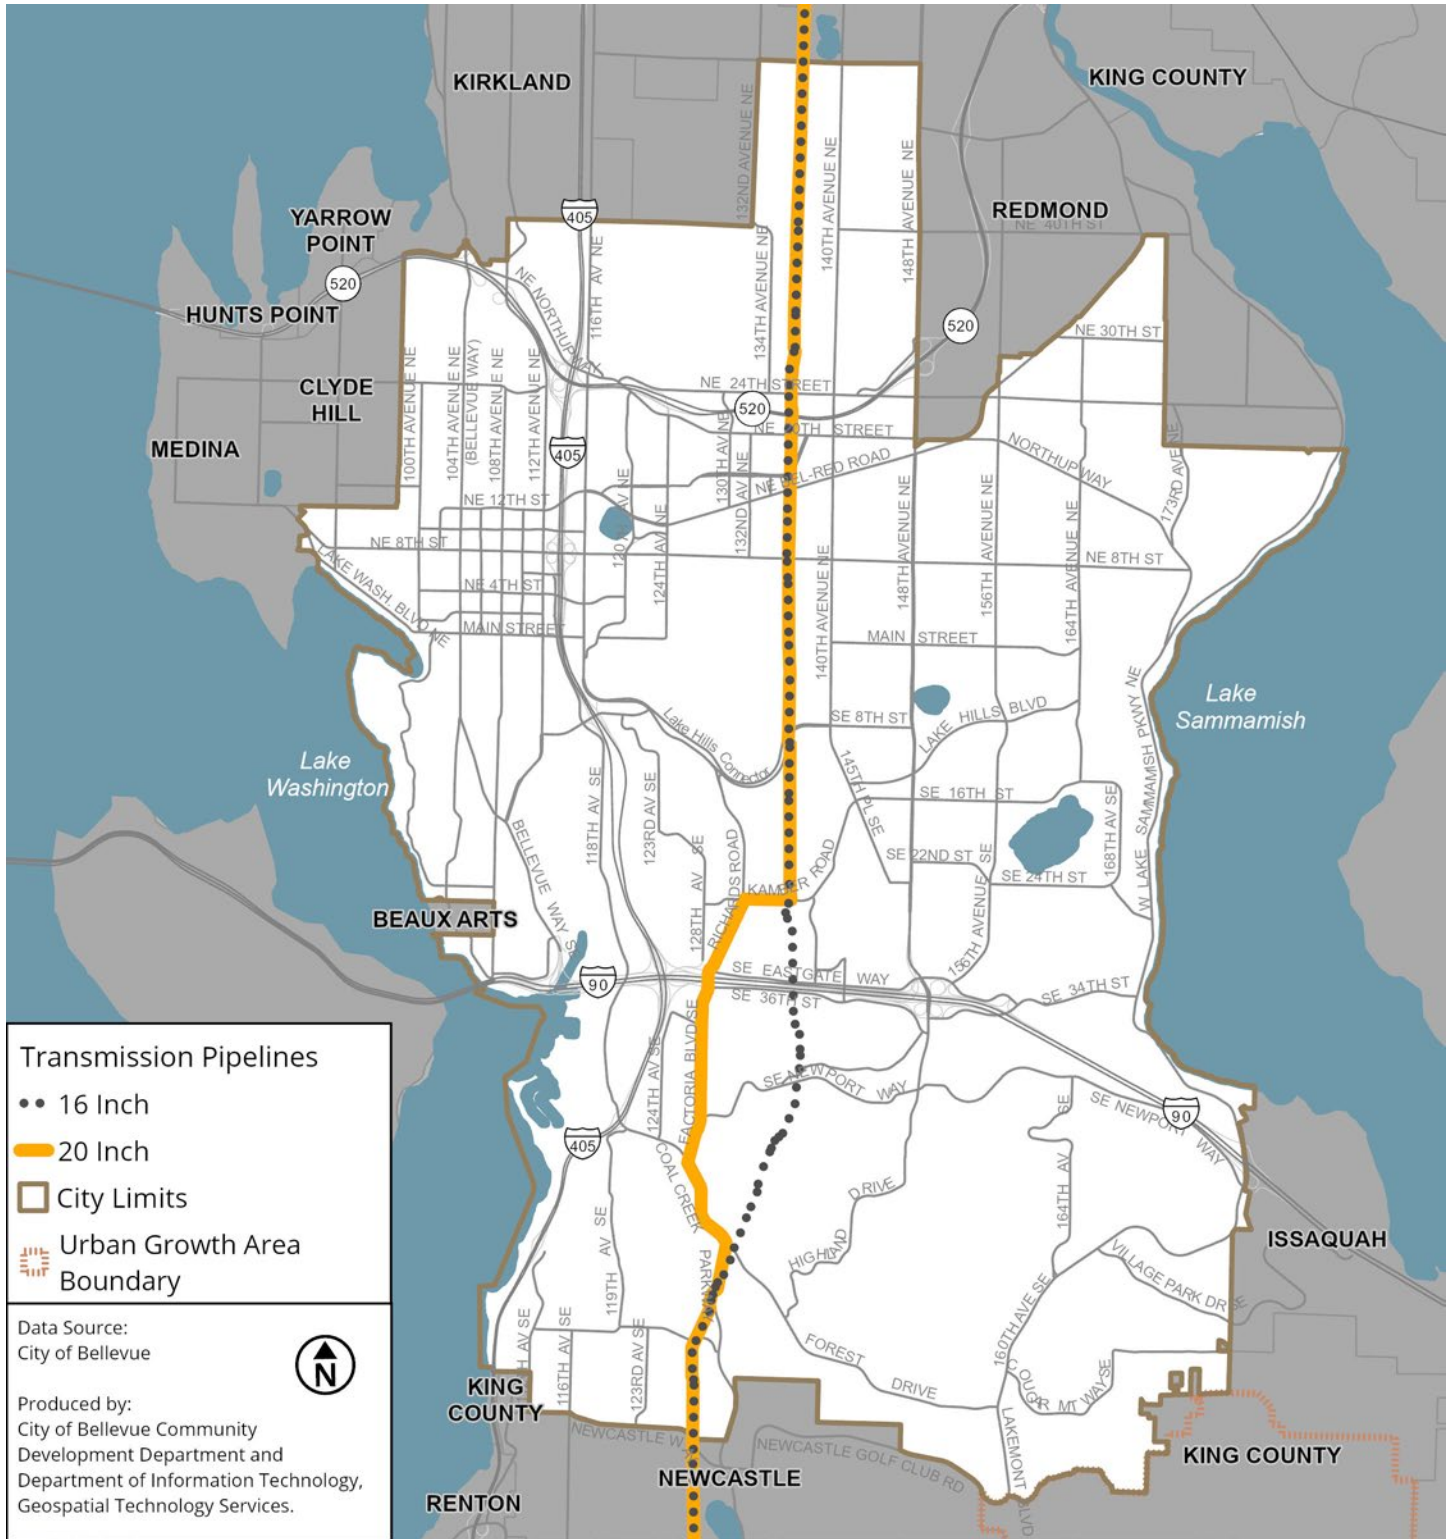 KIRKLAND
KING COUNTY
132ND AVENUE NE
140TH AVENUE NE
148TH AVENUE NE
YARROW
POINT
405
REDMOND
NE 40TH ST
520
HUNTS POINT
NE NORTHUP WAY
116TH AV NE
134TH AVENUE NE
520
NE 30TH ST
CLYDE
HILL
MEDINA
100TH AVENUE NE
104TH AVENUE NE
(BELLEVUE WAY)
108TH AVENUE NE
112TH AVENUE NE
NE 24TH STREET
520
405
STREET
NE BEL-RED ROAD
NORTHUP WAY
173RD AVE NE
130TH AV NE
132ND AV NE
NE 12TH ST
124TH AV NE
NE 8TH ST
NE 8TH ST
LAKE WASH. BLVD NE
NE 4TH ST
MAIN STREET
140TH AVENUE NE
148TH AVENUE NE
156TH AVENUE NE
164TH AVENUE NE
MAIN STREET
Lake
Sammamish
W LAKE SAMMAMISH PKWY NE
Lake Hills Connector
SE 8TH ST
LAKE HILLS BLVD
Lake
Washington
118TH AV SE
123RD AV SE
145TH PL SE
SE 16TH ST
BELLEVUE WAY SE
128TH AV SE
RICHARDS ROAD
KAMBER ROAD
SE 22ND ST
SE 24TH ST
168TH AV SE
156TH AVENUE SE
BEAUX ARTS
90
SE EASTGATE WAY
SE 36TH ST
SE 34TH ST
124TH AV SE
FACTORIA BLVD SE
SE NEWPORT WAY
SE NEWPORT WAY
90
405
COAL CREEK
PARKWAY
119TH AV SE
HIGHLAND DRIVE
164TH AV SE
ISSAQUAH
VILLAGE PARK DR SE
160TH AVE SE
COUGAR MT WAY SE
FOREST DRIVE
LAKEMONT BLVD
116TH AV SE
123RD AV SE
KING
COUNTY
NEWCASTLE
NEWCASTLE GOLF CLUB RD
NEWCASTLE
KING COUNTY
RENTON
Transmission Pipelines
16 Inch
20 Inch
City Limits
Urban Growth Area
Boundary
Data Source:
City of Bellevue
N
Produced by:
City of Bellevue Community
Development Department and
Department of Information Technology,
Geospatial Technology Services.